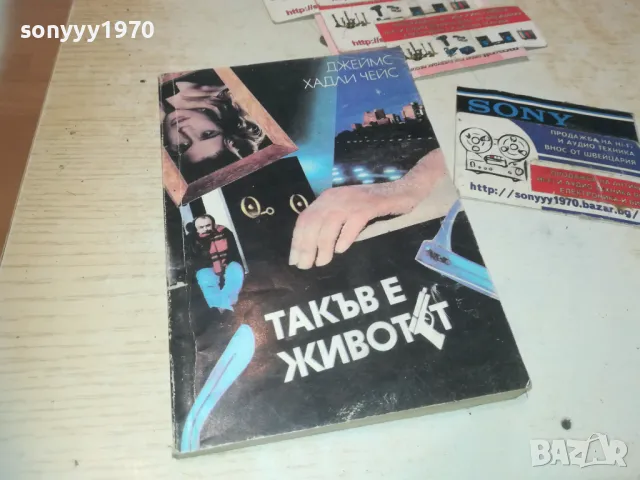 sonyyy1970
sonyyy1970
ДЖЕЙМС
ХАДЛИ ЧЕЙС
ТАКЪВ Е
ЖИВОТЪТ
SONY
ПРОДАЖБА НА HI-FI
И АУДИО ТЕХНИКА
ВНОС ОТ ШВЕЙЦАРИЯ
http://sonyyy1970.bazar.bg/
BAZAR